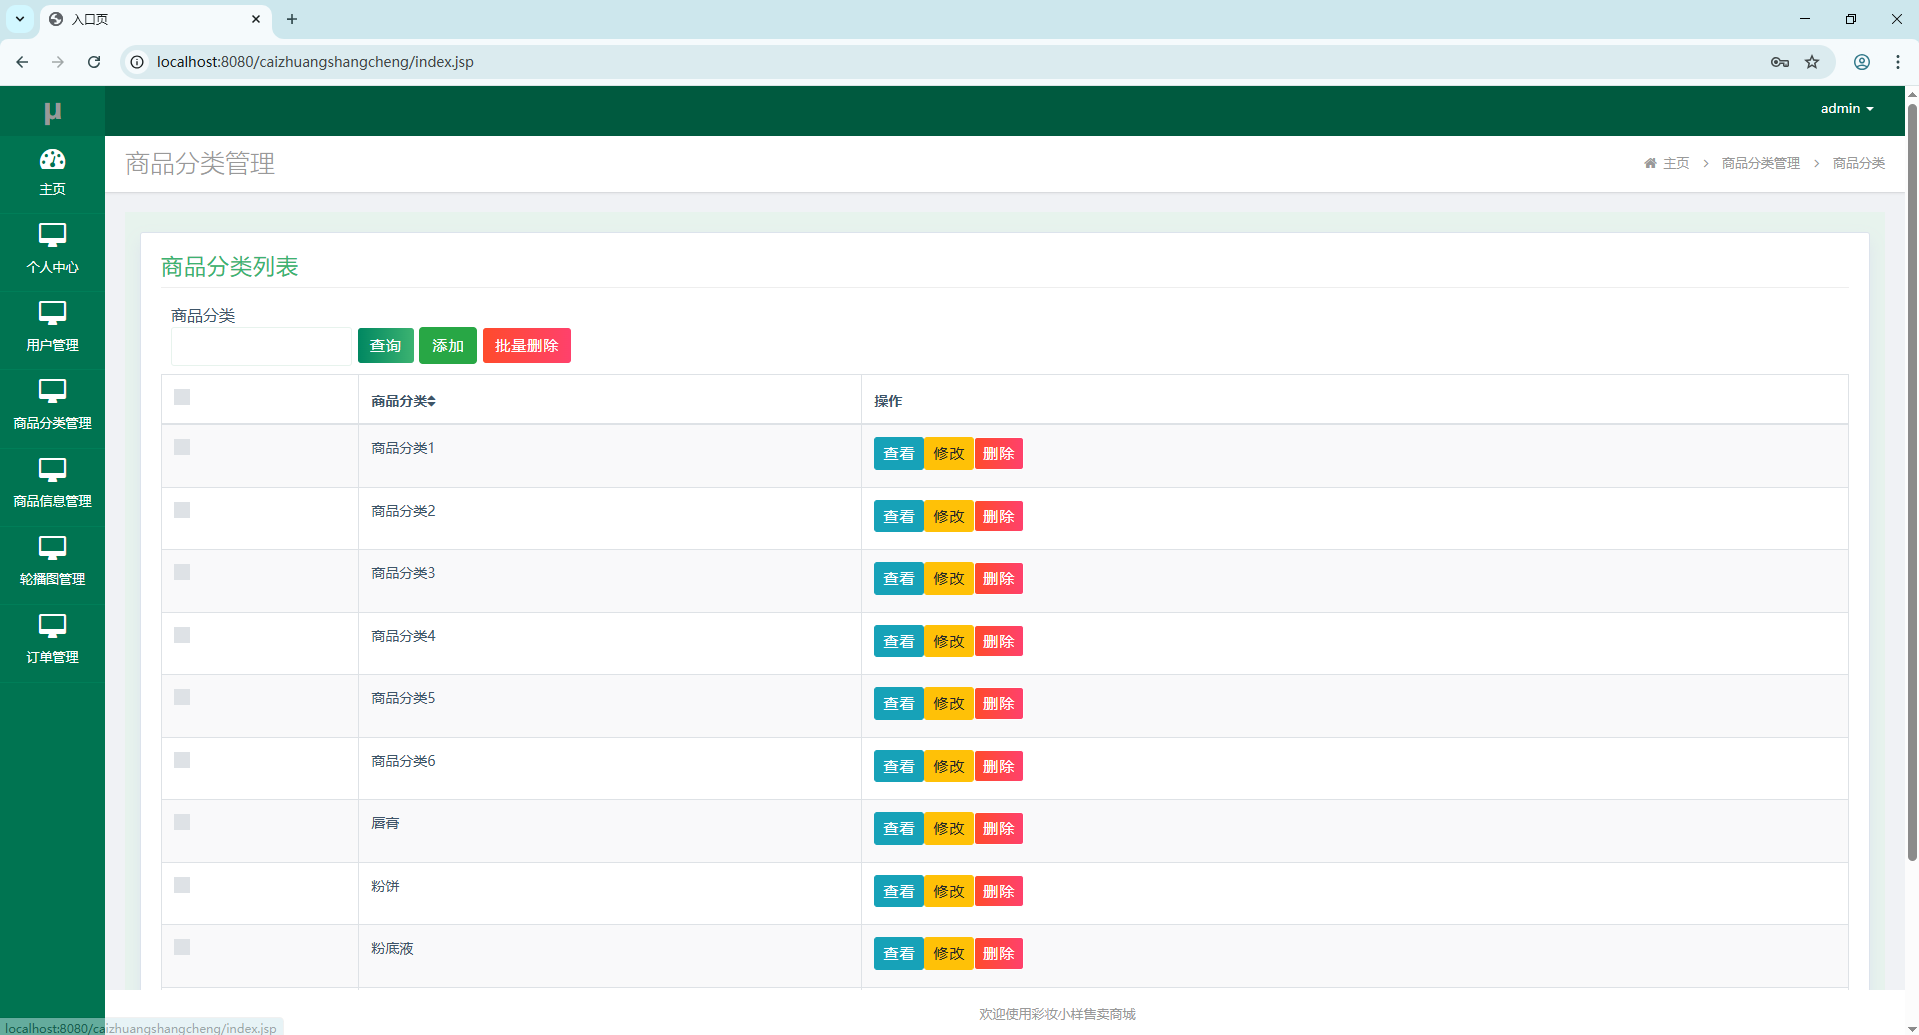 入口页
localhost:8080/caizhuangshangcheng/index.jsp
μ
admin
主页
个人中心
用户管理
商品分类管理
商品信息管理
轮播图管理
订单管理
商品分类管理
主页 > 商品分类管理 > 商品分类
商品分类列表
商品分类
查询 添加 批量删除
商品分类 操作
商品分类1 查看 修改 删除
商品分类2 查看 修改 删除
商品分类3 查看 修改 删除
商品分类4 查看 修改 删除
商品分类5 查看 修改 删除
商品分类6 查看 修改 删除
唇膏 查看 修改 删除
粉饼 查看 修改 删除
粉底液 查看 修改 删除
欢迎使用彩妆小样售卖商城
localhost:8080/caizhuangshangcheng/index.jsp